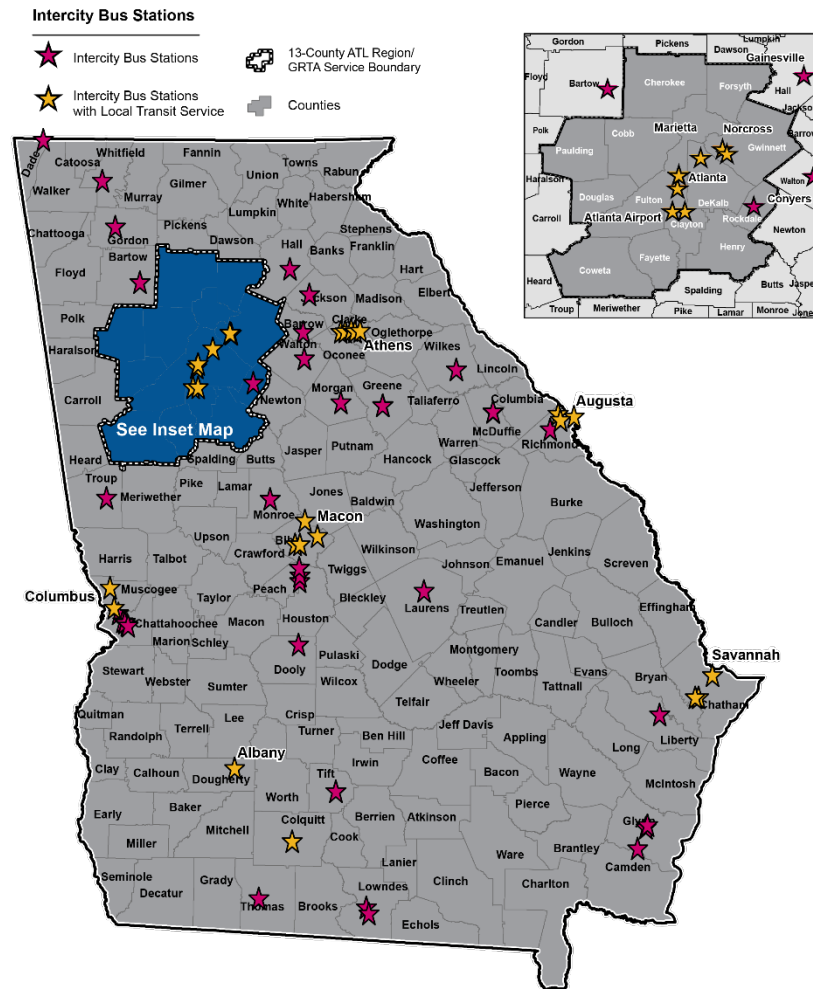 Intercity Bus Stations
Intercity Bus Stations
13-County ATL Region/
GRTA Service Boundary
Intercity Bus Stations
with Local Transit Service
Counties
Gordon
Pickens
Lumpkin
Dawson
Gainesville
Floyd
Bartow
Cherokee
Forsyth
Hall
Jackso
Polk
Cobb
Marietta
Norcross
Barrow
Paulding
Gwinnett
Haralson
Atlanta
Walton
Douglas
Fulton
DeKalb
Conyers
Carroll
Atlanta Airport
Clayton
Rockdale
Newton
Henry
Fayette
Coweta
Heard
Butts
Jaspe
Spalding
Troup
Meriwether
Pike
Lamar
Monroe
Jone
Dade
Catoosa
Whitfield
Fannin
Towns
Rabun
Union
Walker
Murray
Gilmer
White
Habersham
Lumpkin
Stephens
Chattooga
Gordon
Pickens
Dawson
Hall
Banks
Franklin
Floyd
Bartow
Hart
ckson
Madison
Elbert
Polk
Barrow
Clarke
Oglethorpe
Haralson
Walton
Oconee
Athens
Wilkes
Lincoln
Carroll
Newton
Morgan
Greene
Taliaferro
Columbia
Augusta
See Inset Map
McDuffie
Richmond
Heard
Spalding
Butts
Jasper
Putnam
Hancock
Warren
Glascock
Troup
Meriwether
Pike
Lamar
Jones
Baldwin
Jefferson
Burke
Monroe
Macon
Upson
Washington
Harris
Talbot
Crawford
Bib
Wilkinson
Jenkins
Screven
Twiggs
Johnson
Emanuel
Columbus
Muscogee
Taylor
Peach
Bleckley
Laurens
Treutlen
Effingham
Chattahoochee
Macon
Houston
Candler
Bulloch
Marion
Schley
Pulaski
Montgomery
Savannah
Stewart
Webster
Dooly
Dodge
Wheeler
Toombs
Evans
Bryan
Sumter
Wilcox
Tattnall
Chatham
Quitman
Telfair
Lee
Crisp
Liberty
Terrell
Turner
Jeff Davis
Randolph
Ben Hill
Appling
Long
Albany
Irwin
Coffee
Clay
Calhoun
Dougherty
Tift
Bacon
Wayne
McIntosh
Worth
Early
Baker
Berrien
Atkinson
Pierce
Colquitt
Mitchell
Cook
Glynn
Miller
Lanier
Ware
Brantley
Camden
Seminole
Grady
Lowndes
Clinch
Charlton
Decatur
Thomas
Brooks
Echols